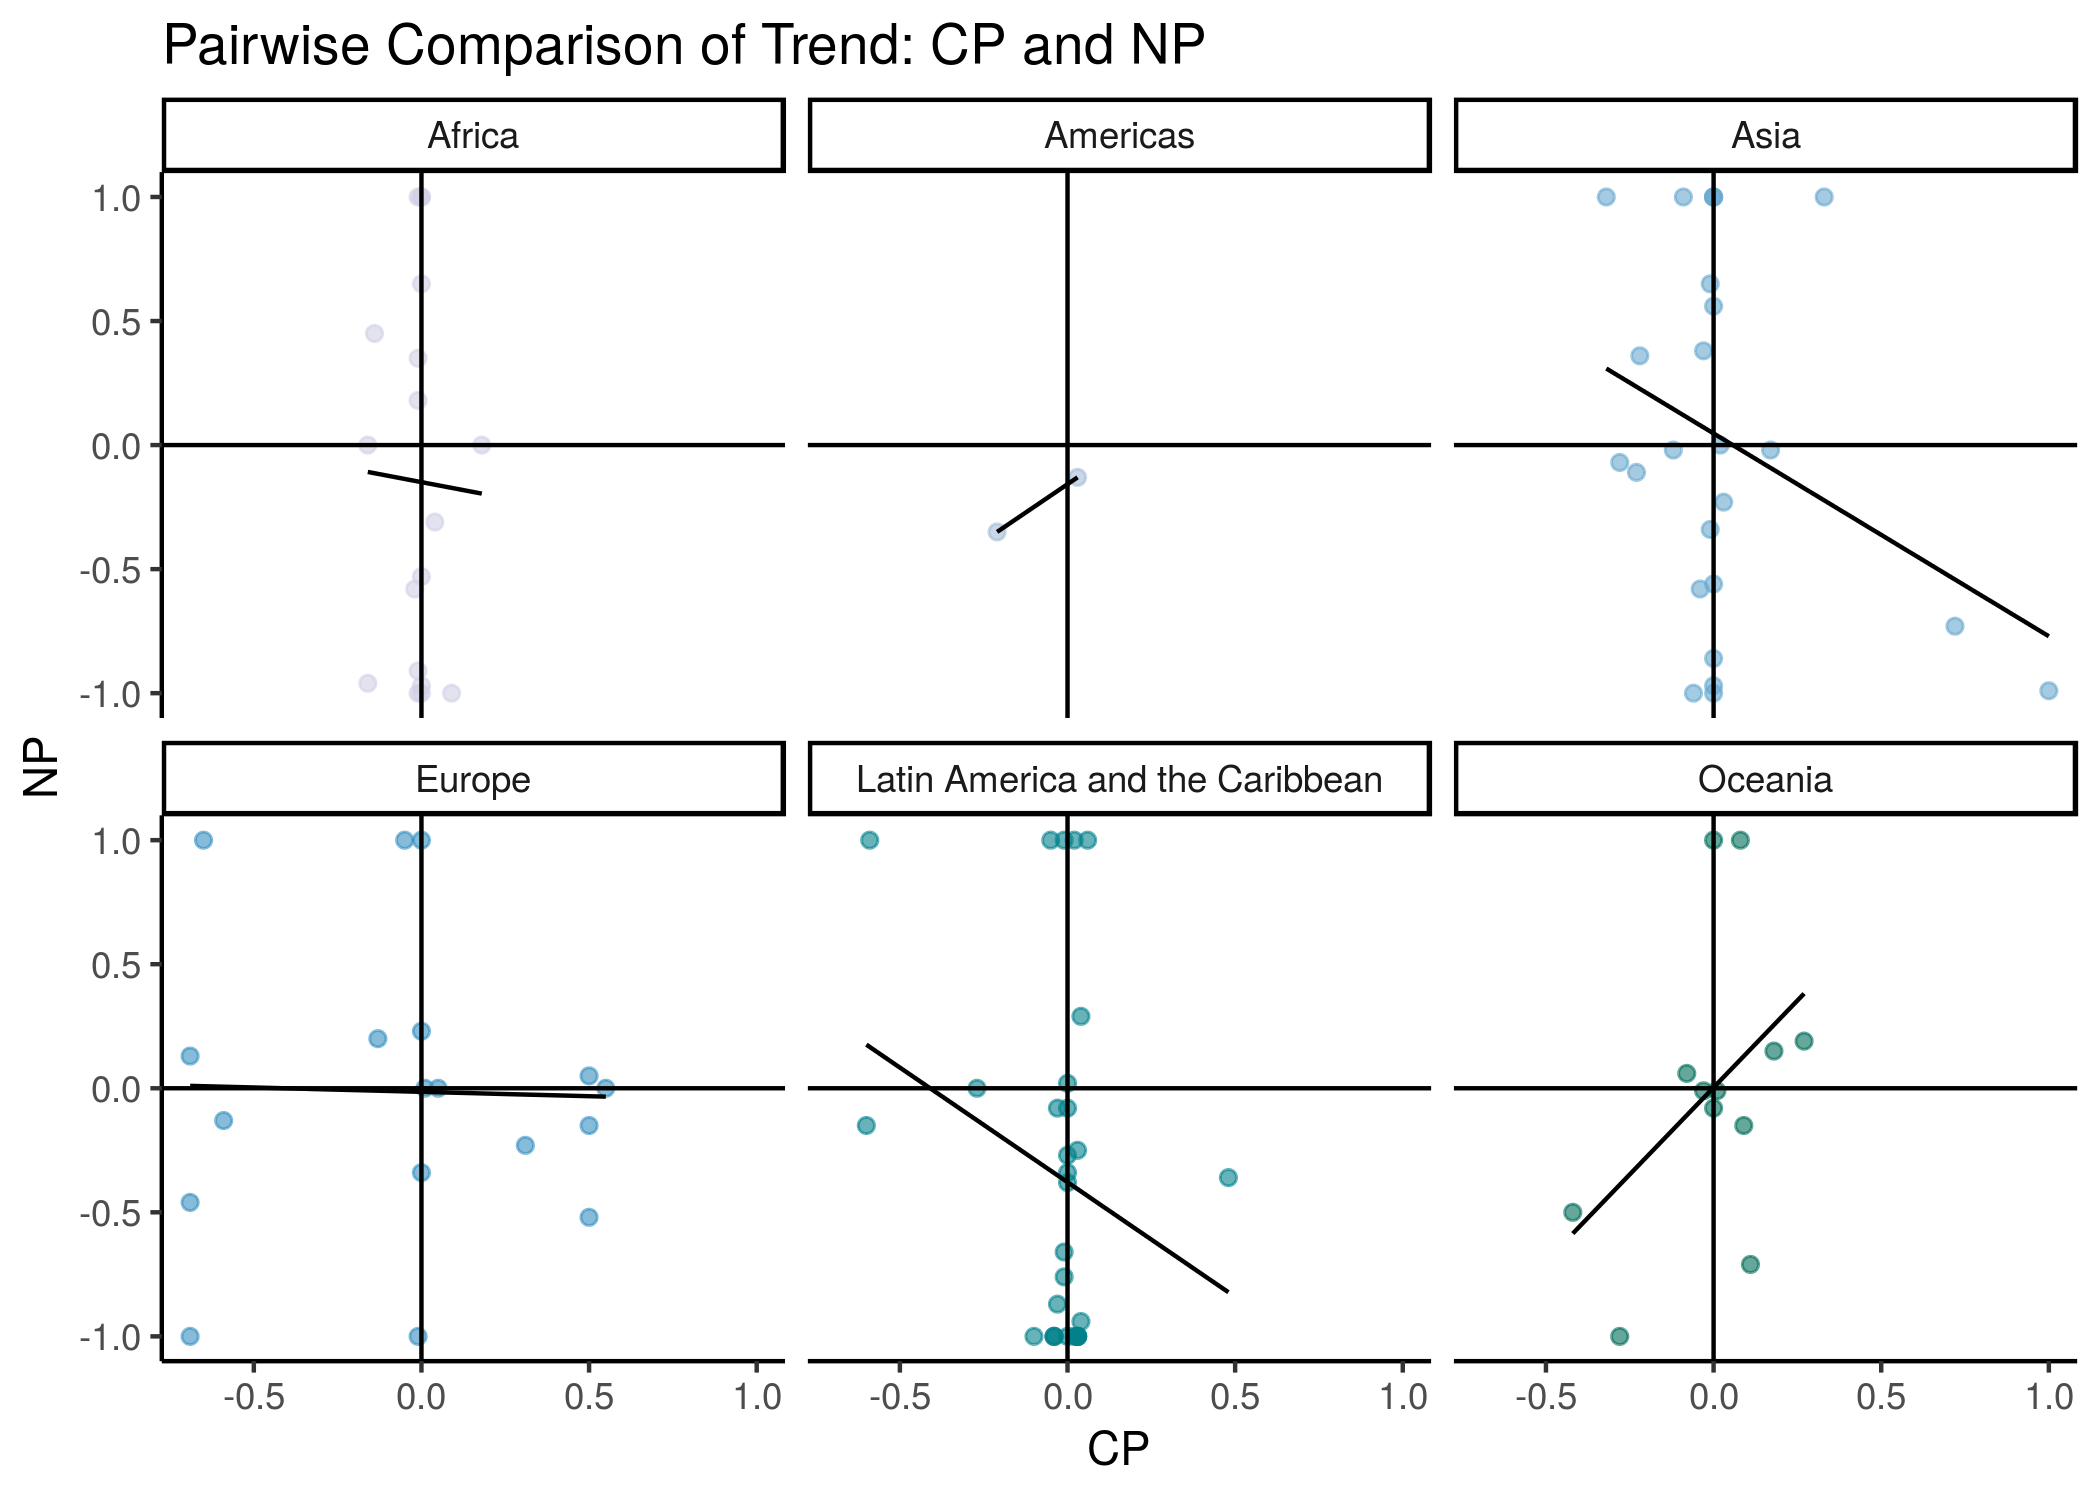 Pairwise Comparison of Trend: CP and NP
Africa
Americas
Asia
1.0
0.5
0.0
-0.5
-1.0
Europe
Latin America and the Caribbean
Oceania
1.0
0.5
0.0
-0.5
-1.0
-0.5 0.0 0.5 1.0
-0.5 0.0 0.5 1.0
-0.5 0.0 0.5 1.0
NP
CP